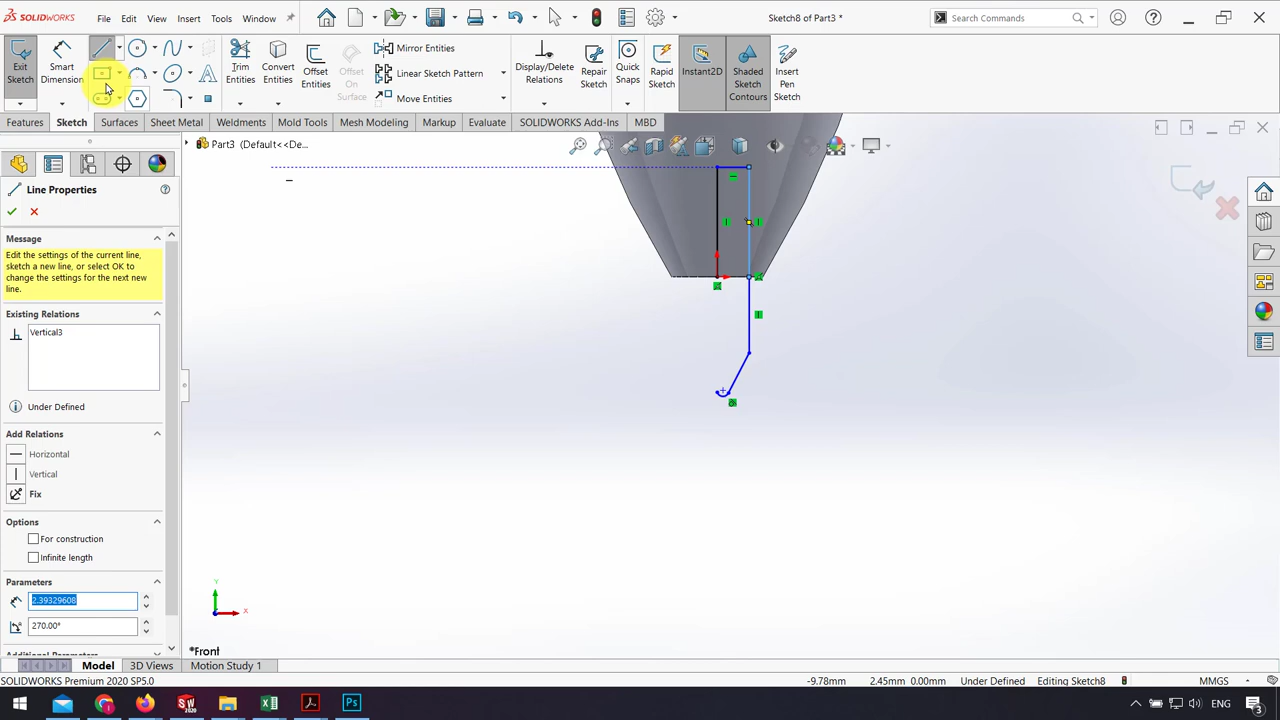 SOLIDWORKS
File
Edit
View
Insert
Tools
Window
Sketch8 of Part3 *
Search Commands
Exit
Sketch
Smart
Dimension
Trim
Entities
Convert
Entities
Offset
Entities
Offset
On
Surface
Mirror Entities
Linear Sketch Pattern
Move Entities
Display/Delete
Relations
Repair
Sketch
Quick
Snaps
Rapid
Sketch
Instant2D
Shaded
Sketch
Contours
Insert
Pen
Sketch
Features
Sketch
Surfaces
Sheet Metal
Weldments
Mold Tools
Mesh Modeling
Markup
Evaluate
SOLIDWORKS Add-Ins
MBD
Part3 (Default<<De...
Line Properties
Message
Edit the settings of the current line,
sketch a new line, or select OK to
change the settings for the next new
line.
Existing Relations
Vertical3
Under Defined
Add Relations
Horizontal
Vertical
Fix
Options
For construction
Infinite length
Parameters
2.39329608
270.00°
Y
X
*Front
Model
3D Views
Motion Study 1
SOLIDWORKS Premium 2020 SP5.0
-9.78mm
2.45mm 0.00mm
Under Defined
Editing Sketch8
MMGS
ENG
3